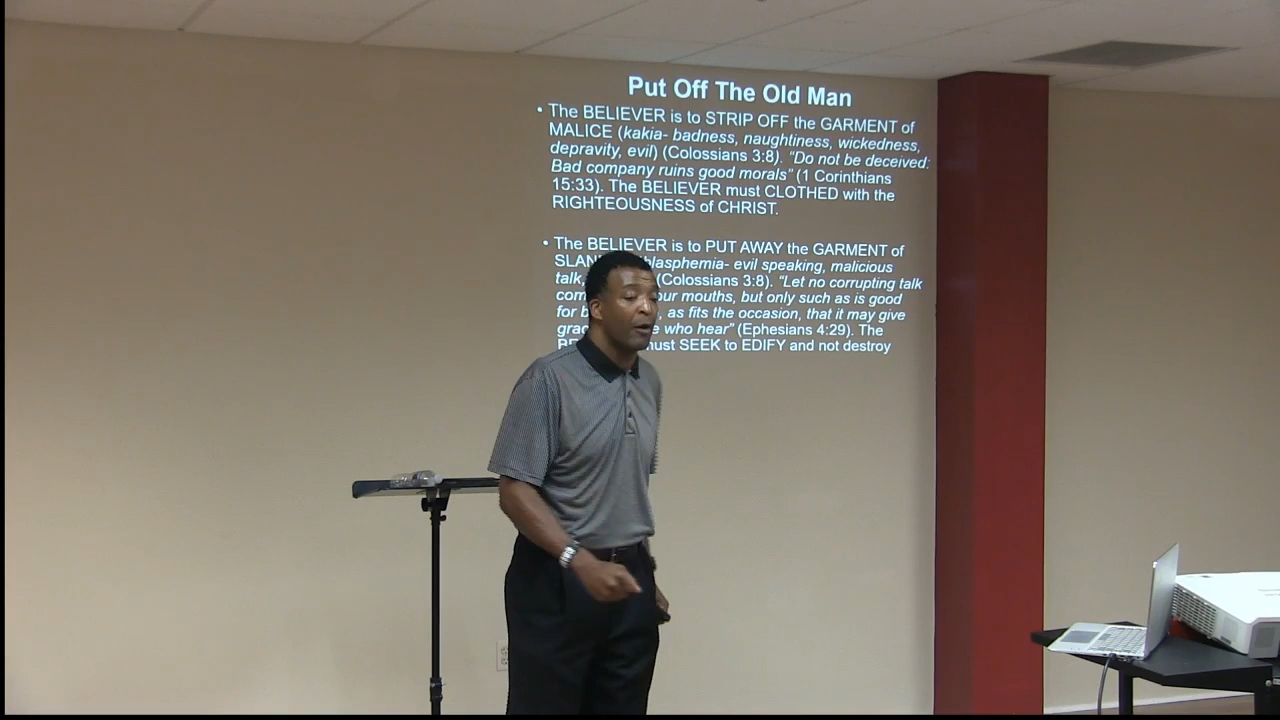 Put Off The Old Man
• The BELIEVER is to STRIP OFF the GARMENT of
MALICE (kakia- badness, naughtiness, wickedness,
depravity, evil) (Colossians 3:8). "Do not be deceived:
Bad company ruins good morals" (1 Corinthians
15:33). The BELIEVER must CLOTHED with the
RIGHTEOUSNESS of CHRIST.
• The BELIEVER is to PUT AWAY the GARMENT of
SLAN blasphemia- evil speaking, malicious
talk, (Colossians 3:8). "Let no corrupting talk
com our mouths, but only such as is good
for b , as fits the occasion, that it may give
grac e who hear" (Ephesians 4:29). The
BE must SEEK to EDIFY and not destroy